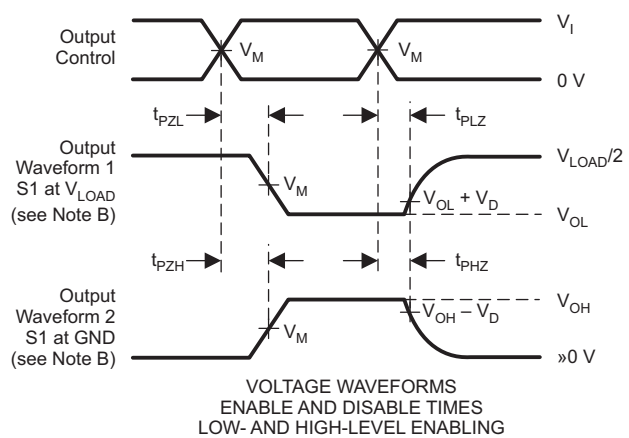 Output
Control
V_M
V_M
V_I
0 V
t_PZL
t_PLZ
Output
Waveform 1
S1 at V_LOAD
(see Note B)
V_M
V_OL + V_D
V_LOAD/2
V_OL
t_PZH
t_PHZ
Output
Waveform 2
S1 at GND
(see Note B)
V_M
V_OH − V_D
V_OH
»0 V
VOLTAGE WAVEFORMS
ENABLE AND DISABLE TIMES
LOW- AND HIGH-LEVEL ENABLING